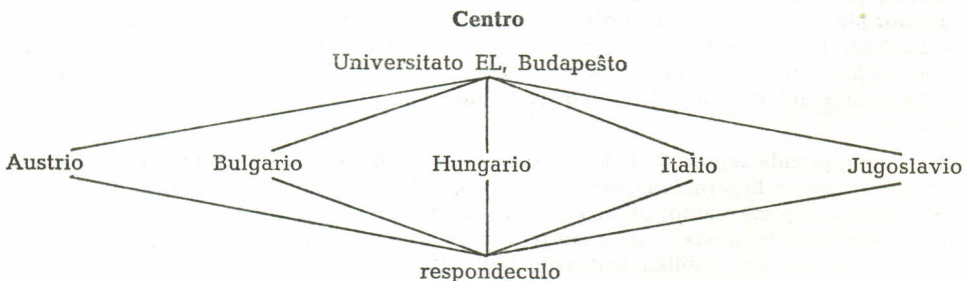 Centro
Universitato EL, Budapeŝto
Austrio Bulgario Hungario Italio Jugoslavio
respondeculo